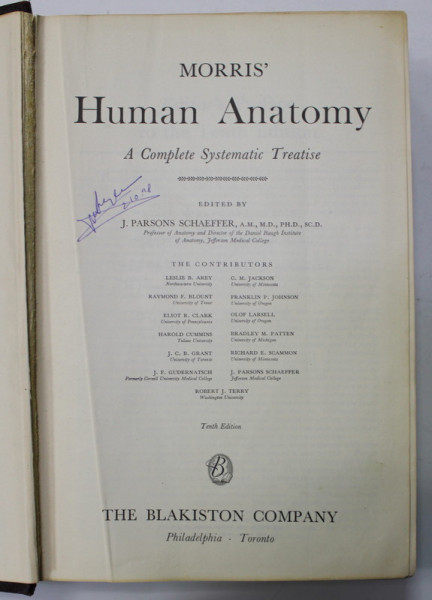 MORRIS'
Human Anatomy
A Complete Systematic Treatise
EDITED BY
J. PARSONS SCHAEFFER, A.M., M.D., PH.D., SC.D.
Professor of Anatomy and Director of the Daniel Baugh Institute
of Anatomy, Jefferson Medical College
THE CONTRIBUTORS
LESLIE B. AREY
Northwestern University
RAYMOND F. BLOUNT
University of Texas
ELIOT R. CLARK
University of Pennsylvania
HAROLD CUMMINS
Tulane University
J. C. B. GRANT
University of Toronto
J. F. GUDERNATSCH
Formerly Cornell University Medical College
C. M. JACKSON
University of Minnesota
FRANKLIN P. JOHNSON
University of Oregon
OLOF LARSELL
University of Oregon
BRADLEY M. PATTEN
University of Michigan
RICHARD E. SCAMMON
University of Minnesota
J. PARSONS SCHAEFFER
Jefferson Medical College
ROBERT J. TERRY
Washington University
Tenth Edition
B
THE BLAKISTON COMPANY
Philadelphia · Toronto